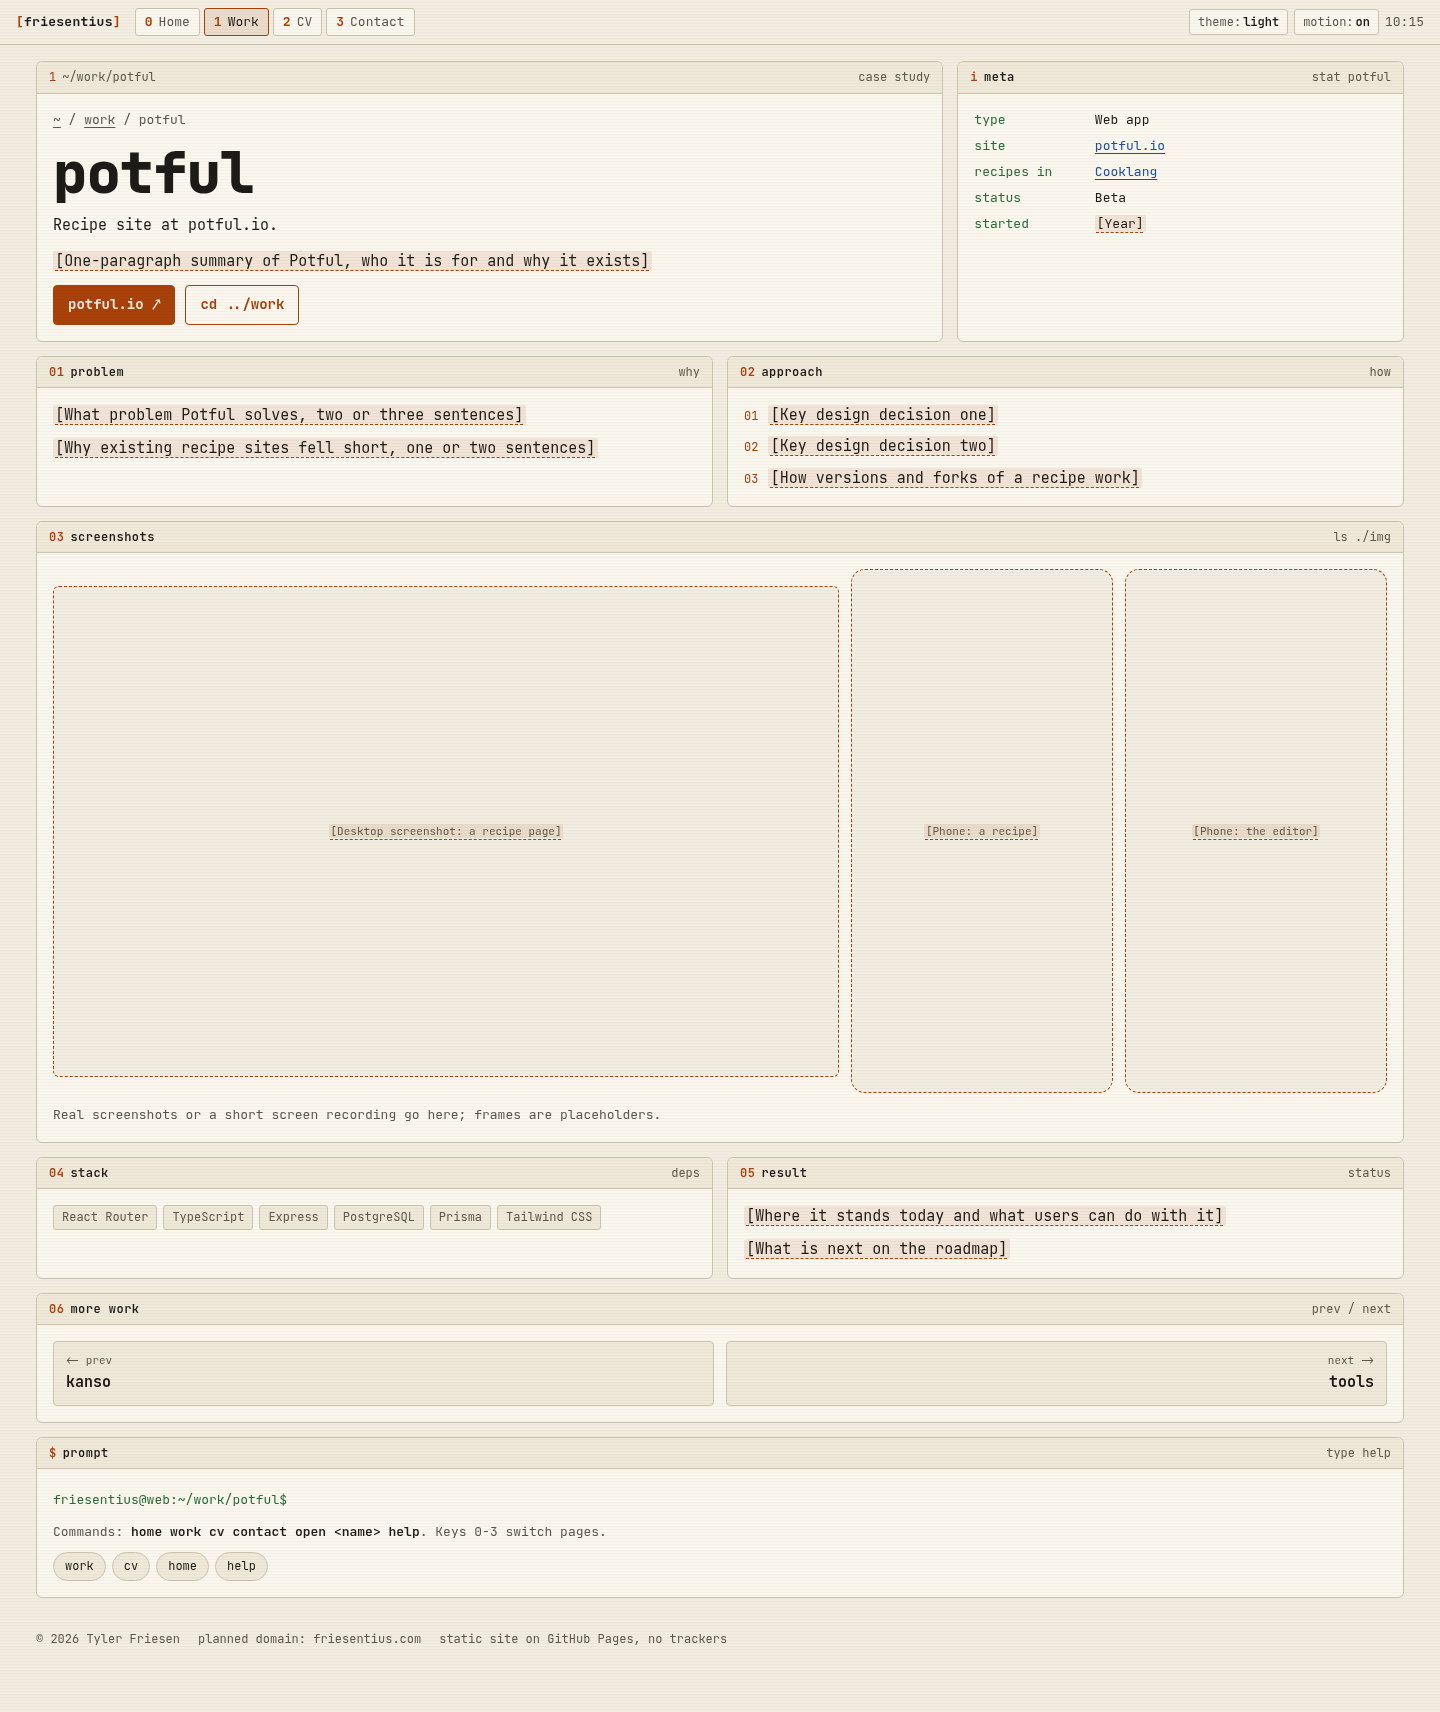 [friesentius] 0 Home 1 Work 2 CV 3 Contact theme:light motion:on 10:15
1 ~/work/potful case study
~ / work / potful
potful
Recipe site at potful.io.
[One-paragraph summary of Potful, who it is for and why it exists]
potful.io ↗ cd ../work
i meta stat potful
type Web app
site potful.io
recipes in Cooklang
status Beta
started [Year]
01 problem why
[What problem Potful solves, two or three sentences]
[Why existing recipe sites fell short, one or two sentences]
02 approach how
01 [Key design decision one]
02 [Key design decision two]
03 [How versions and forks of a recipe work]
03 screenshots ls ./img
[Desktop screenshot: a recipe page] [Phone: a recipe] [Phone: the editor]
Real screenshots or a short screen recording go here; frames are placeholders.
04 stack deps
React Router TypeScript Express PostgreSQL Prisma Tailwind CSS
05 result status
[Where it stands today and what users can do with it]
[What is next on the roadmap]
06 more work prev / next
← prev
kanso
next →
tools
$ prompt type help
friesentius@web:~/work/potful$
Commands: home work cv contact open <name> help. Keys 0-3 switch pages.
work cv home help
© 2026 Tyler Friesen planned domain: friesentius.com static site on GitHub Pages, no trackers